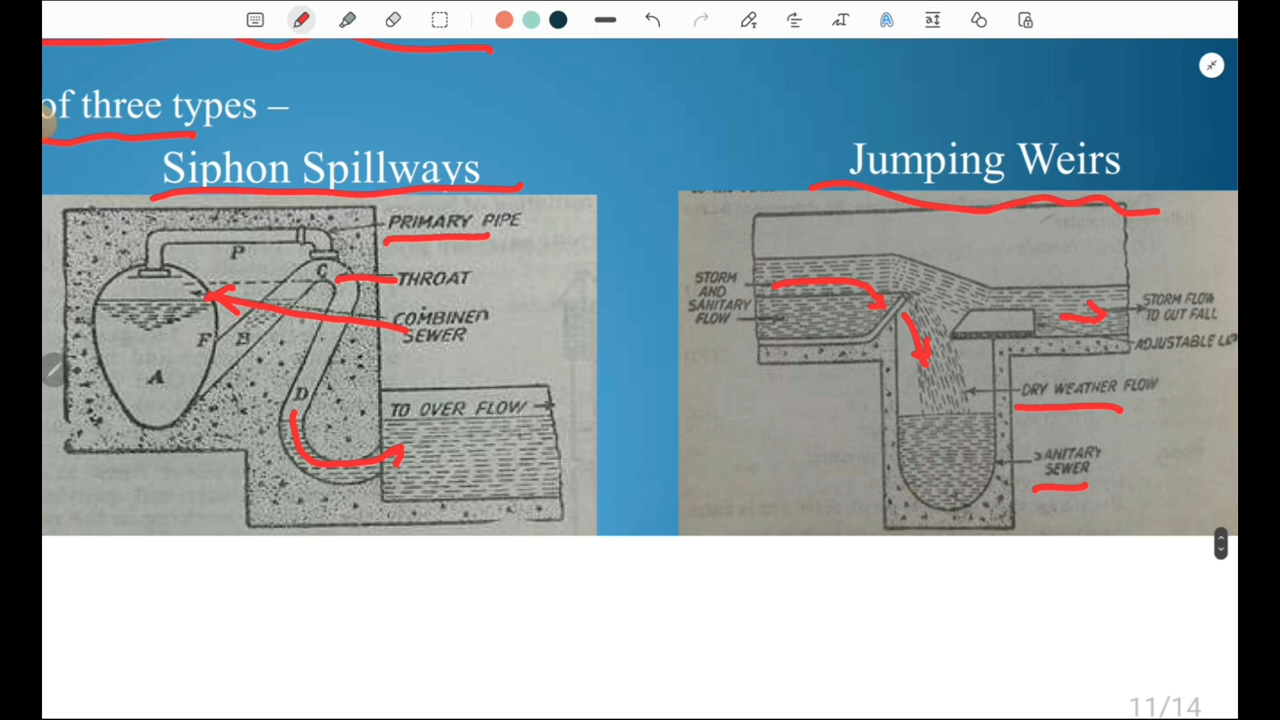 of three types –
Siphon Spillways
Jumping Weirs
PRIMARY PIPE
P
C
THROAT
COMBINED
SEWER
F
B
A
D
TO OVER FLOW
STORM
AND
SANITARY
FLOW
STORM FLOW
TO OUT FALL
ADJUSTABLE
DRY WEATHER FLOW
SANITARY
SEWER
11/14